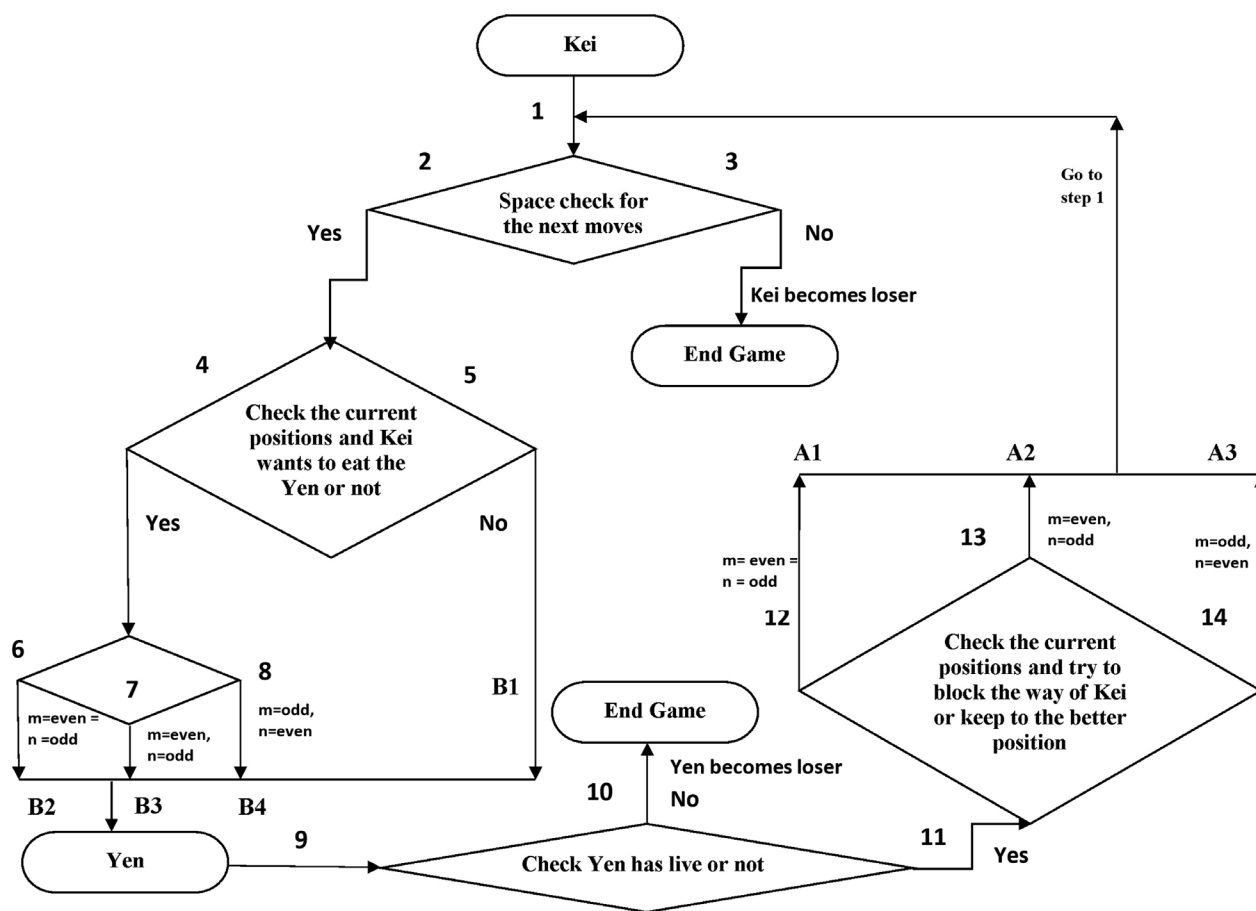 Kei
1
2
3
Space check for
the next moves
Yes
No
Go to
step 1
Kei becomes loser
End Game
4
5
Check the current
positions and Kei
wants to eat the
Yen or not
Yes
No
A1
A2
A3
m= even =
n = odd
13
m=even,
n=odd
m=odd,
n=even
12
14
Check the current
positions and try to
block the way of Kei
or keep to the better
position
6
7
8
m=even =
n =odd
m=even,
n=odd
m=odd,
n=even
B1
B2
B3
B4
End Game
Yen becomes loser
10
No
Yen
9
Check Yen has live or not
11
Yes